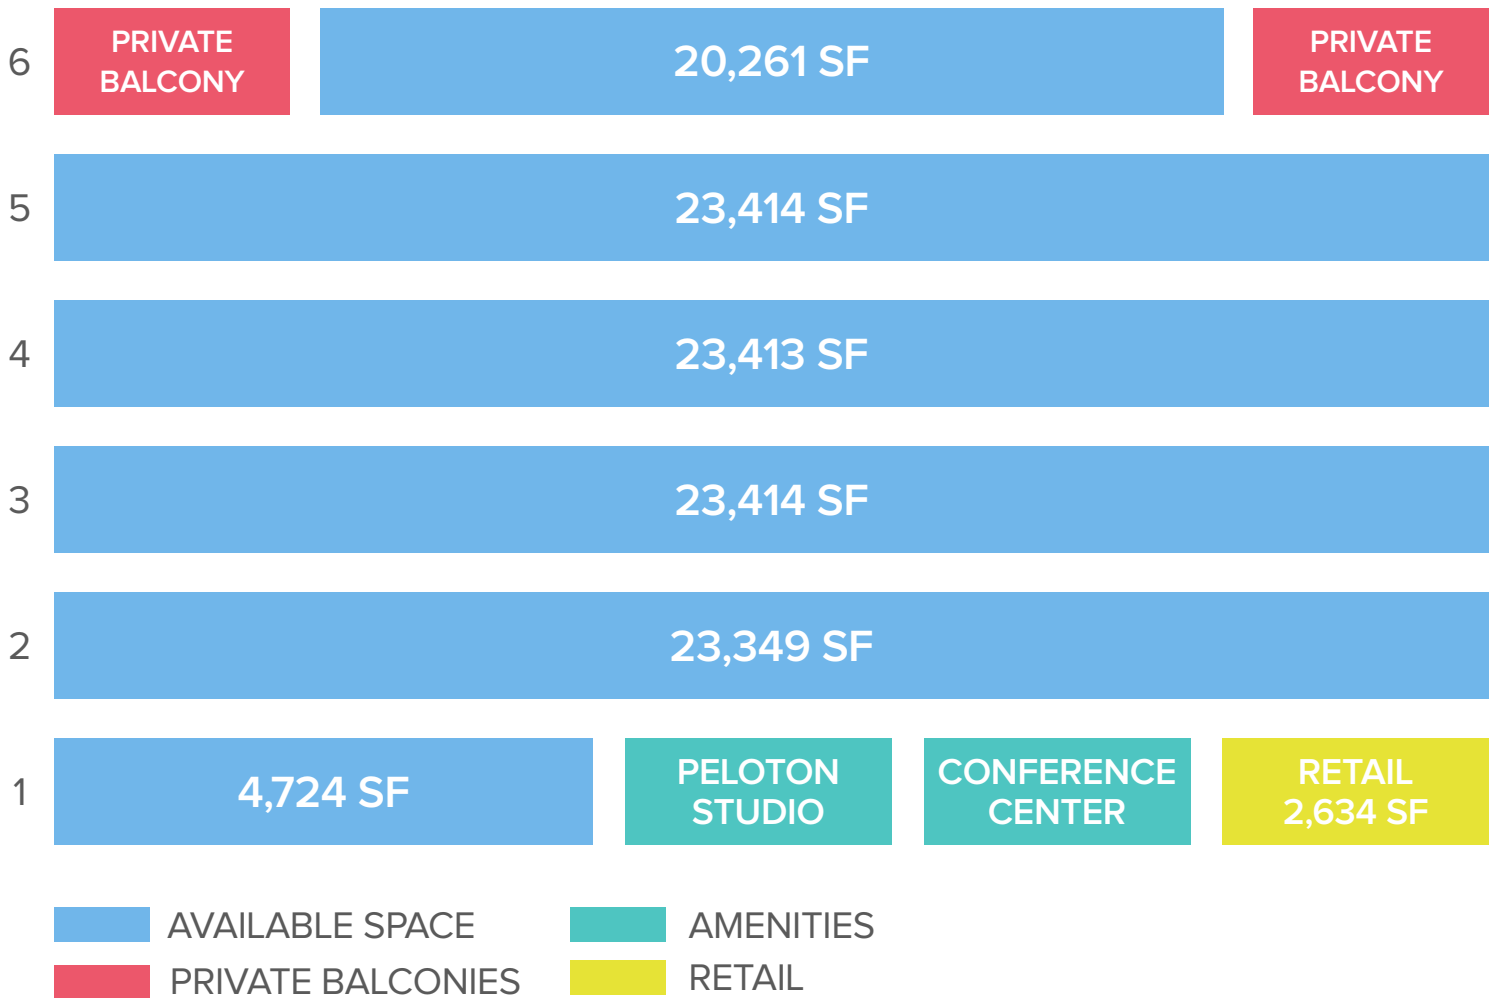 6
PRIVATE
BALCONY
20,261 SF
PRIVATE
BALCONY
5
23,414 SF
4
23,413 SF
3
23,414 SF
2
23,349 SF
1
4,724 SF
PELOTON
STUDIO
CONFERENCE
CENTER
RETAIL
2,634 SF
AVAILABLE SPACE
AMENITIES
PRIVATE BALCONIES
RETAIL